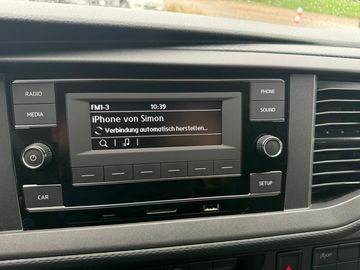 RADIO
MEDIA
CAR
FM1-3 10:39
iPhone von Simon
Verbindung automatisch herstellen...
PHONE
SOUND
SETUP